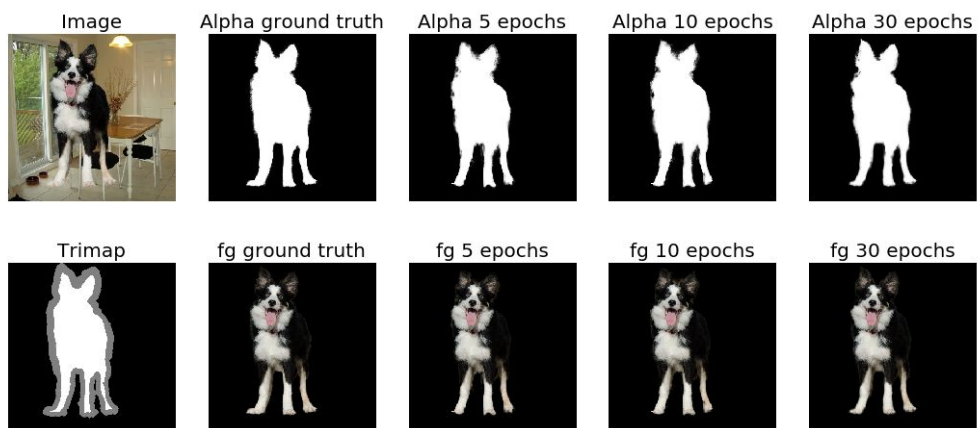 Image
Alpha ground truth
Alpha 5 epochs
Alpha 10 epochs
Alpha 30 epochs
Trimap
fg ground truth
fg 5 epochs
fg 10 epochs
fg 30 epochs